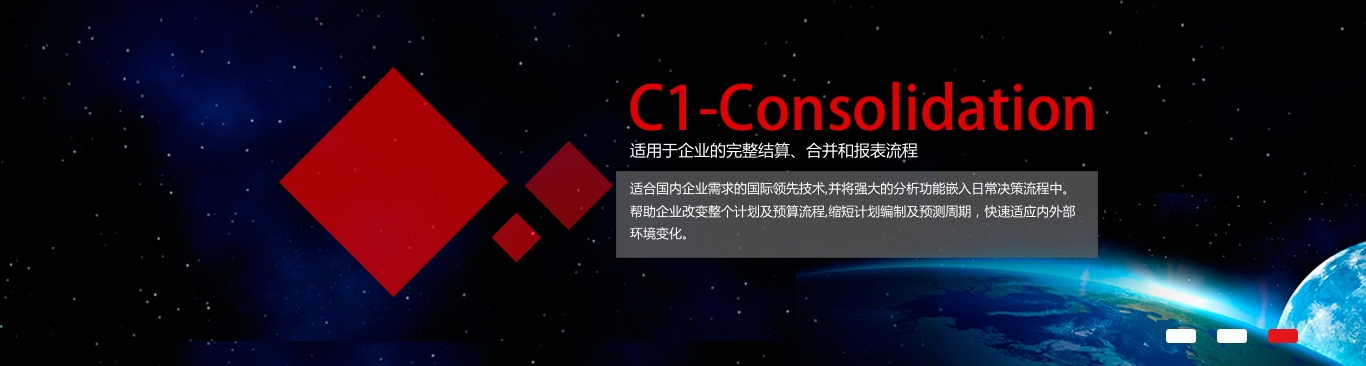 C1-Consolidation
适用于企业的完整结算、合并和报表流程
适合国内企业需求的国际领先技术,并将强大的分析功能嵌入日常决策流程中。
帮助企业改变整个计划及预算流程,缩短计划编制及预测周期，快速适应内外部
环境变化。